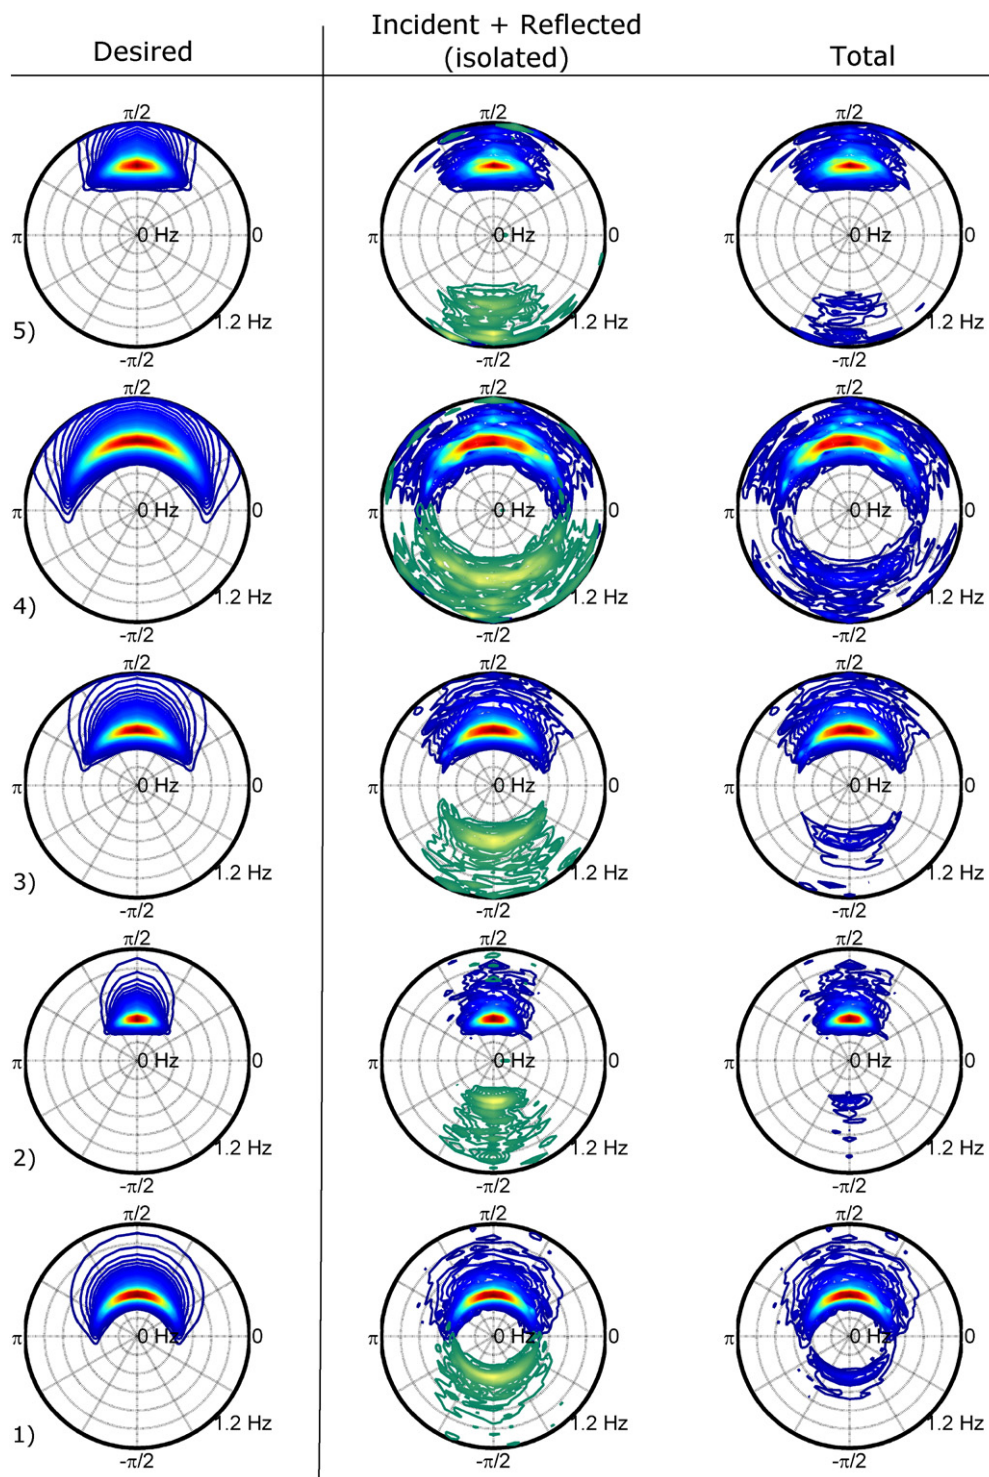 Desired
Incident + Reflected
(isolated)
Total
π/2 π/2 π/2
π 0 Hz 0 π 0 Hz 0 π 0 Hz 0
5) 1.2 Hz 1.2 Hz 1.2 Hz
-π/2 -π/2 -π/2
π/2 π/2 π/2
π 0 Hz 0 π 0 Hz 0 π 0 Hz 0
4) 1.2 Hz 1.2 Hz 1.2 Hz
-π/2 -π/2 -π/2
π/2 π/2 π/2
π 0 Hz 0 π 0 Hz 0 π 0 Hz 0
3) 1.2 Hz 1.2 Hz 1.2 Hz
-π/2 -π/2 -π/2
π/2 π/2 π/2
π 0 Hz 0 π 0 Hz 0 π 0 Hz 0
2) 1.2 Hz 1.2 Hz 1.2 Hz
-π/2 -π/2 -π/2
π/2 π/2 π/2
π 0 Hz 0 π 0 Hz 0 π 0 Hz 0
1) 1.2 Hz 1.2 Hz 1.2 Hz
-π/2 -π/2 -π/2